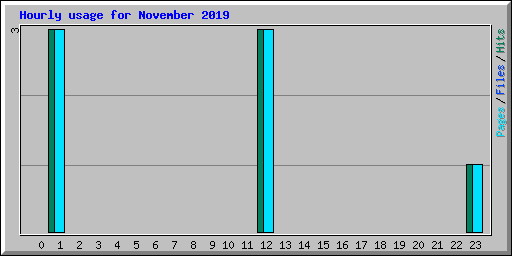 Hourly usage for November 2019
3
Pages/Files/Hits
0 1 2 3 4 5 6 7 8 9 10 11 12 13 14 15 16 17 18 19 20 21 22 23